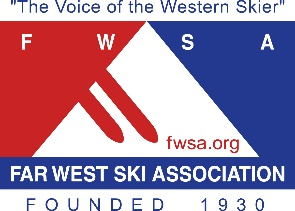 "The Voice of the Western Skier"
F W S A
fwsa.org
FAR WEST SKI ASSOCIATION
FOUNDED 1930